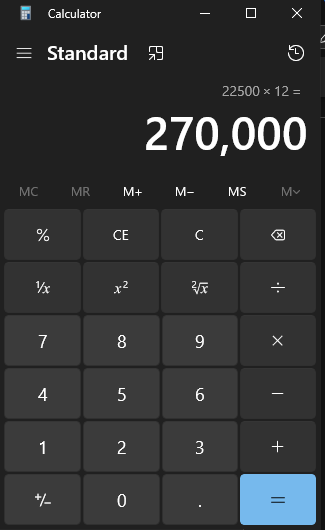 Calculator
Standard
22500 × 12 =
270,000
MC MR M+ M− MS M
% CE C
¹⁄x x² ²√x ÷
7 8 9 ×
4 5 6 −
1 2 3 +
+/− 0 . =